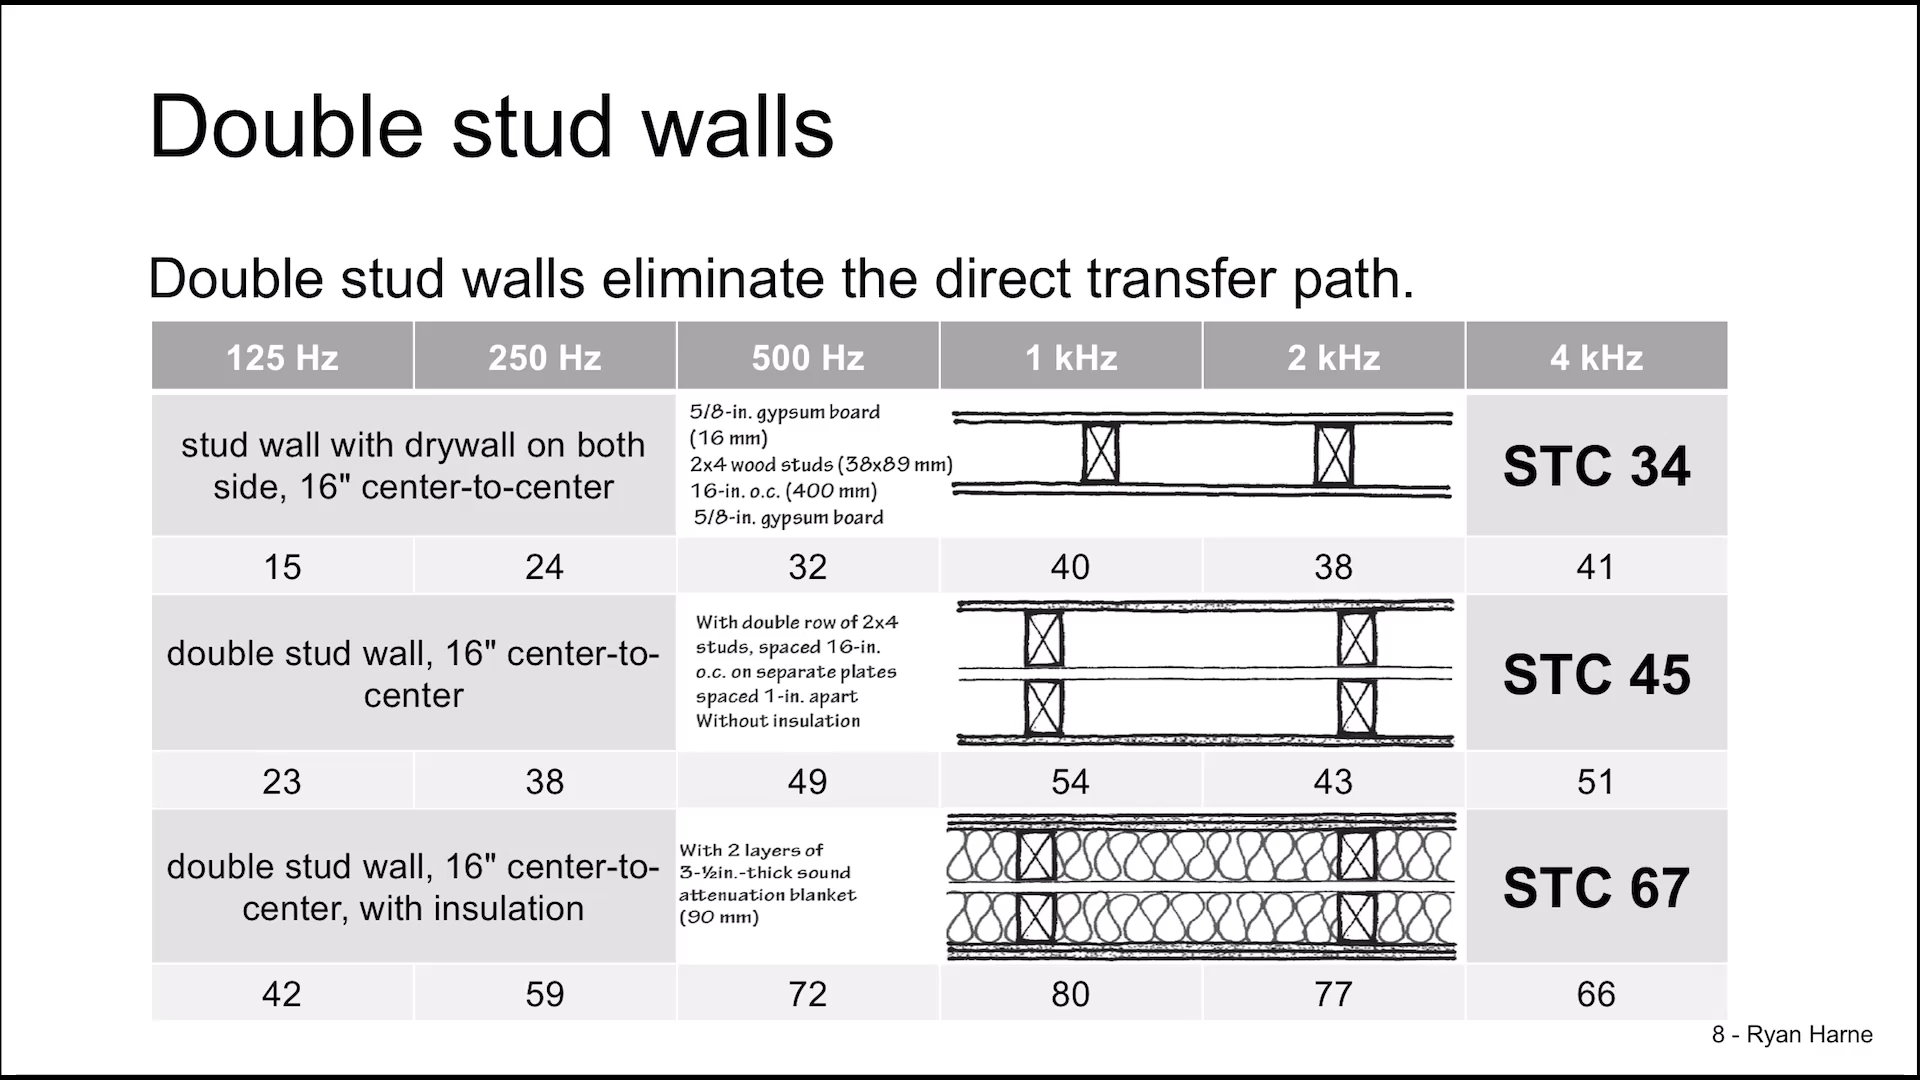 Double stud walls
Double stud walls eliminate the direct transfer path.
125 Hz 250 Hz 500 Hz 1 kHz 2 kHz 4 kHz
stud wall with drywall on both
side, 16" center-to-center
5/8-in. gypsum board
(16 mm)
2x4 wood studs (38x89 mm)
16-in. o.c. (400 mm)
5/8-in. gypsum board
STC 34
15 24 32 40 38 41
double stud wall, 16" center-to-
center
With double row of 2x4
studs, spaced 16-in.
o.c. on separate plates
spaced 1-in. apart
Without insulation
STC 45
23 38 49 54 43 51
double stud wall, 16" center-to-
center, with insulation
With 2 layers of
3-½in.-thick sound
attenuation blanket
(90 mm)
STC 67
42 59 72 80 77 66
8 - Ryan Harne